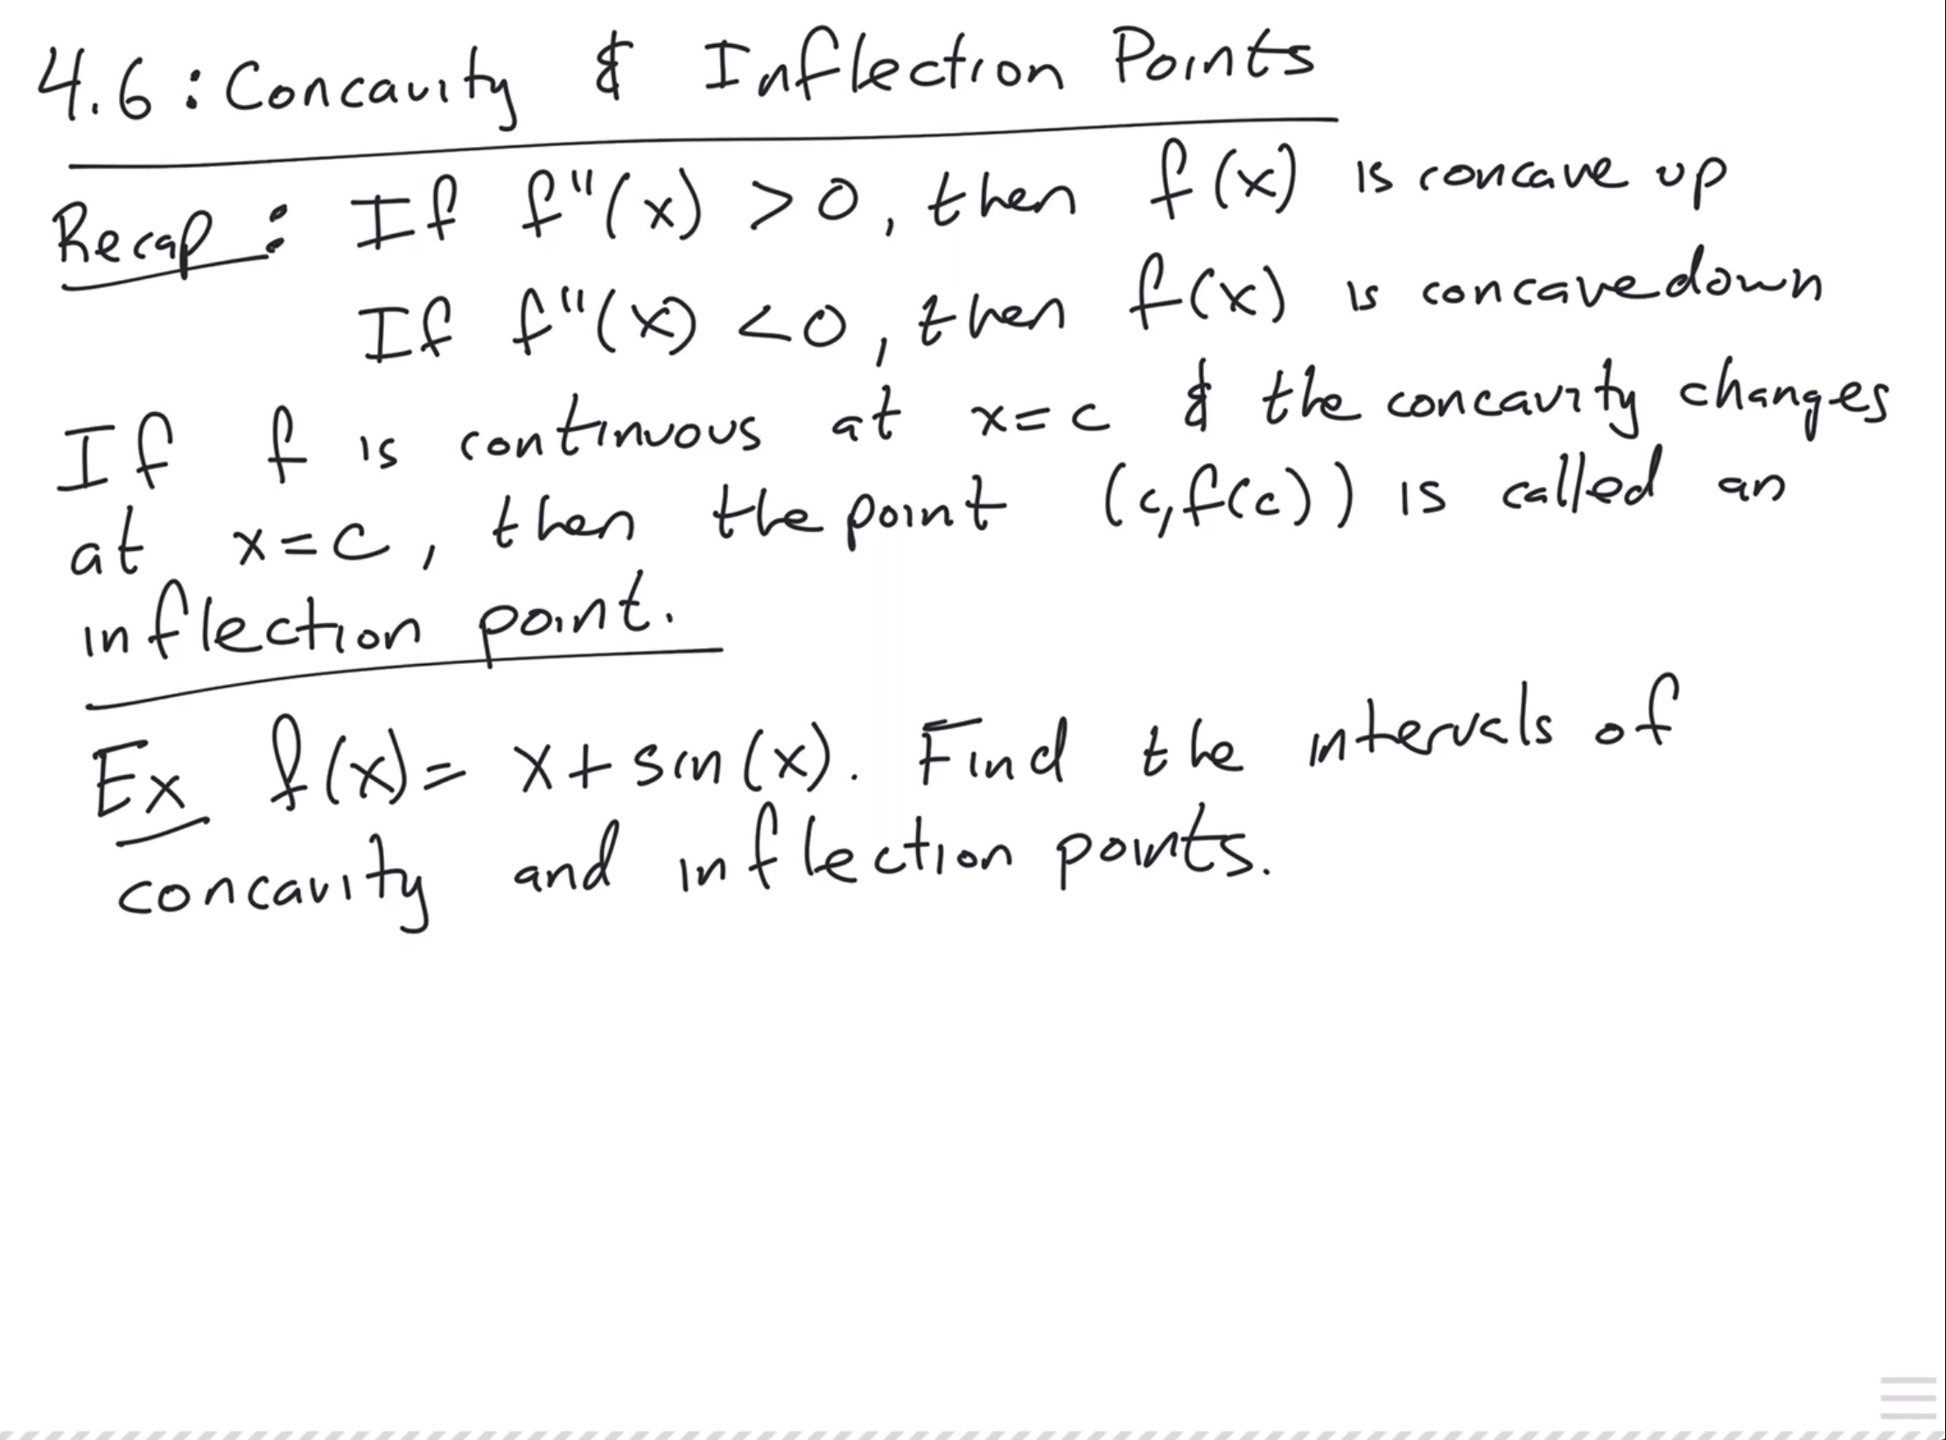 4.6: Concavity & Inflection Points
Recap: If f''(x) > 0, then f(x) is concave up
If f''(x) < 0, then f(x) is concave down
If f is continuous at x = c & the concavity changes
at x = c, then the point (c, f(c)) is called an
inflection point.
Ex f(x) = x + sin(x). Find the intervals of
concavity and inflection points.